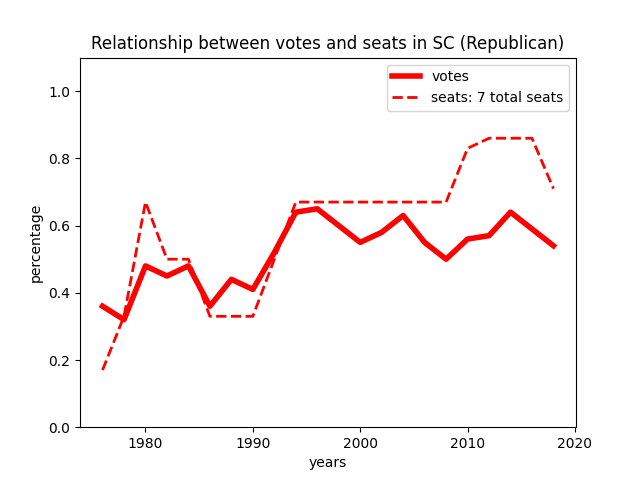 Relationship between votes and seats in SC (Republican)
votes
seats: 7 total seats
1.0
0.8
0.6
0.4
0.2
0.0
percentage
1980 1990 2000 2010 2020
years